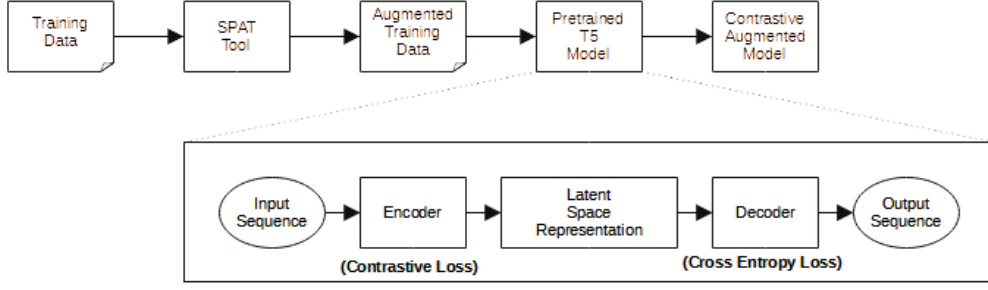 Training
Data
SPAT
Tool
Augmented
Training
Data
Pretrained
T5
Model
Contrastive
Augmented
Model
Input
Sequence
Encoder
Latent
Space
Representation
Decoder
Output
Sequence
(Contrastive Loss)
(Cross Entropy Loss)